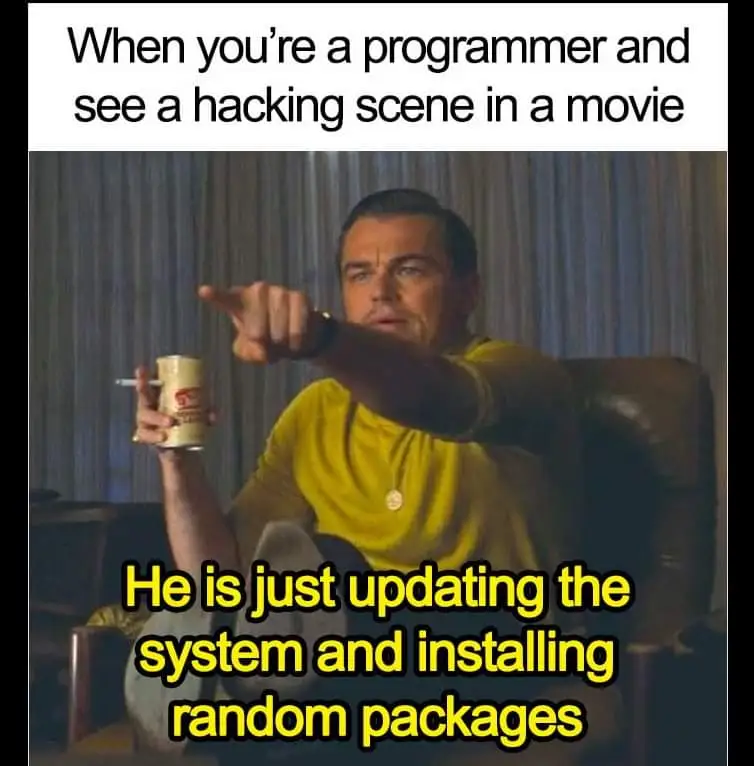 When you're a programmer and
see a hacking scene in a movie
He is just updating the
system and installing
random packages